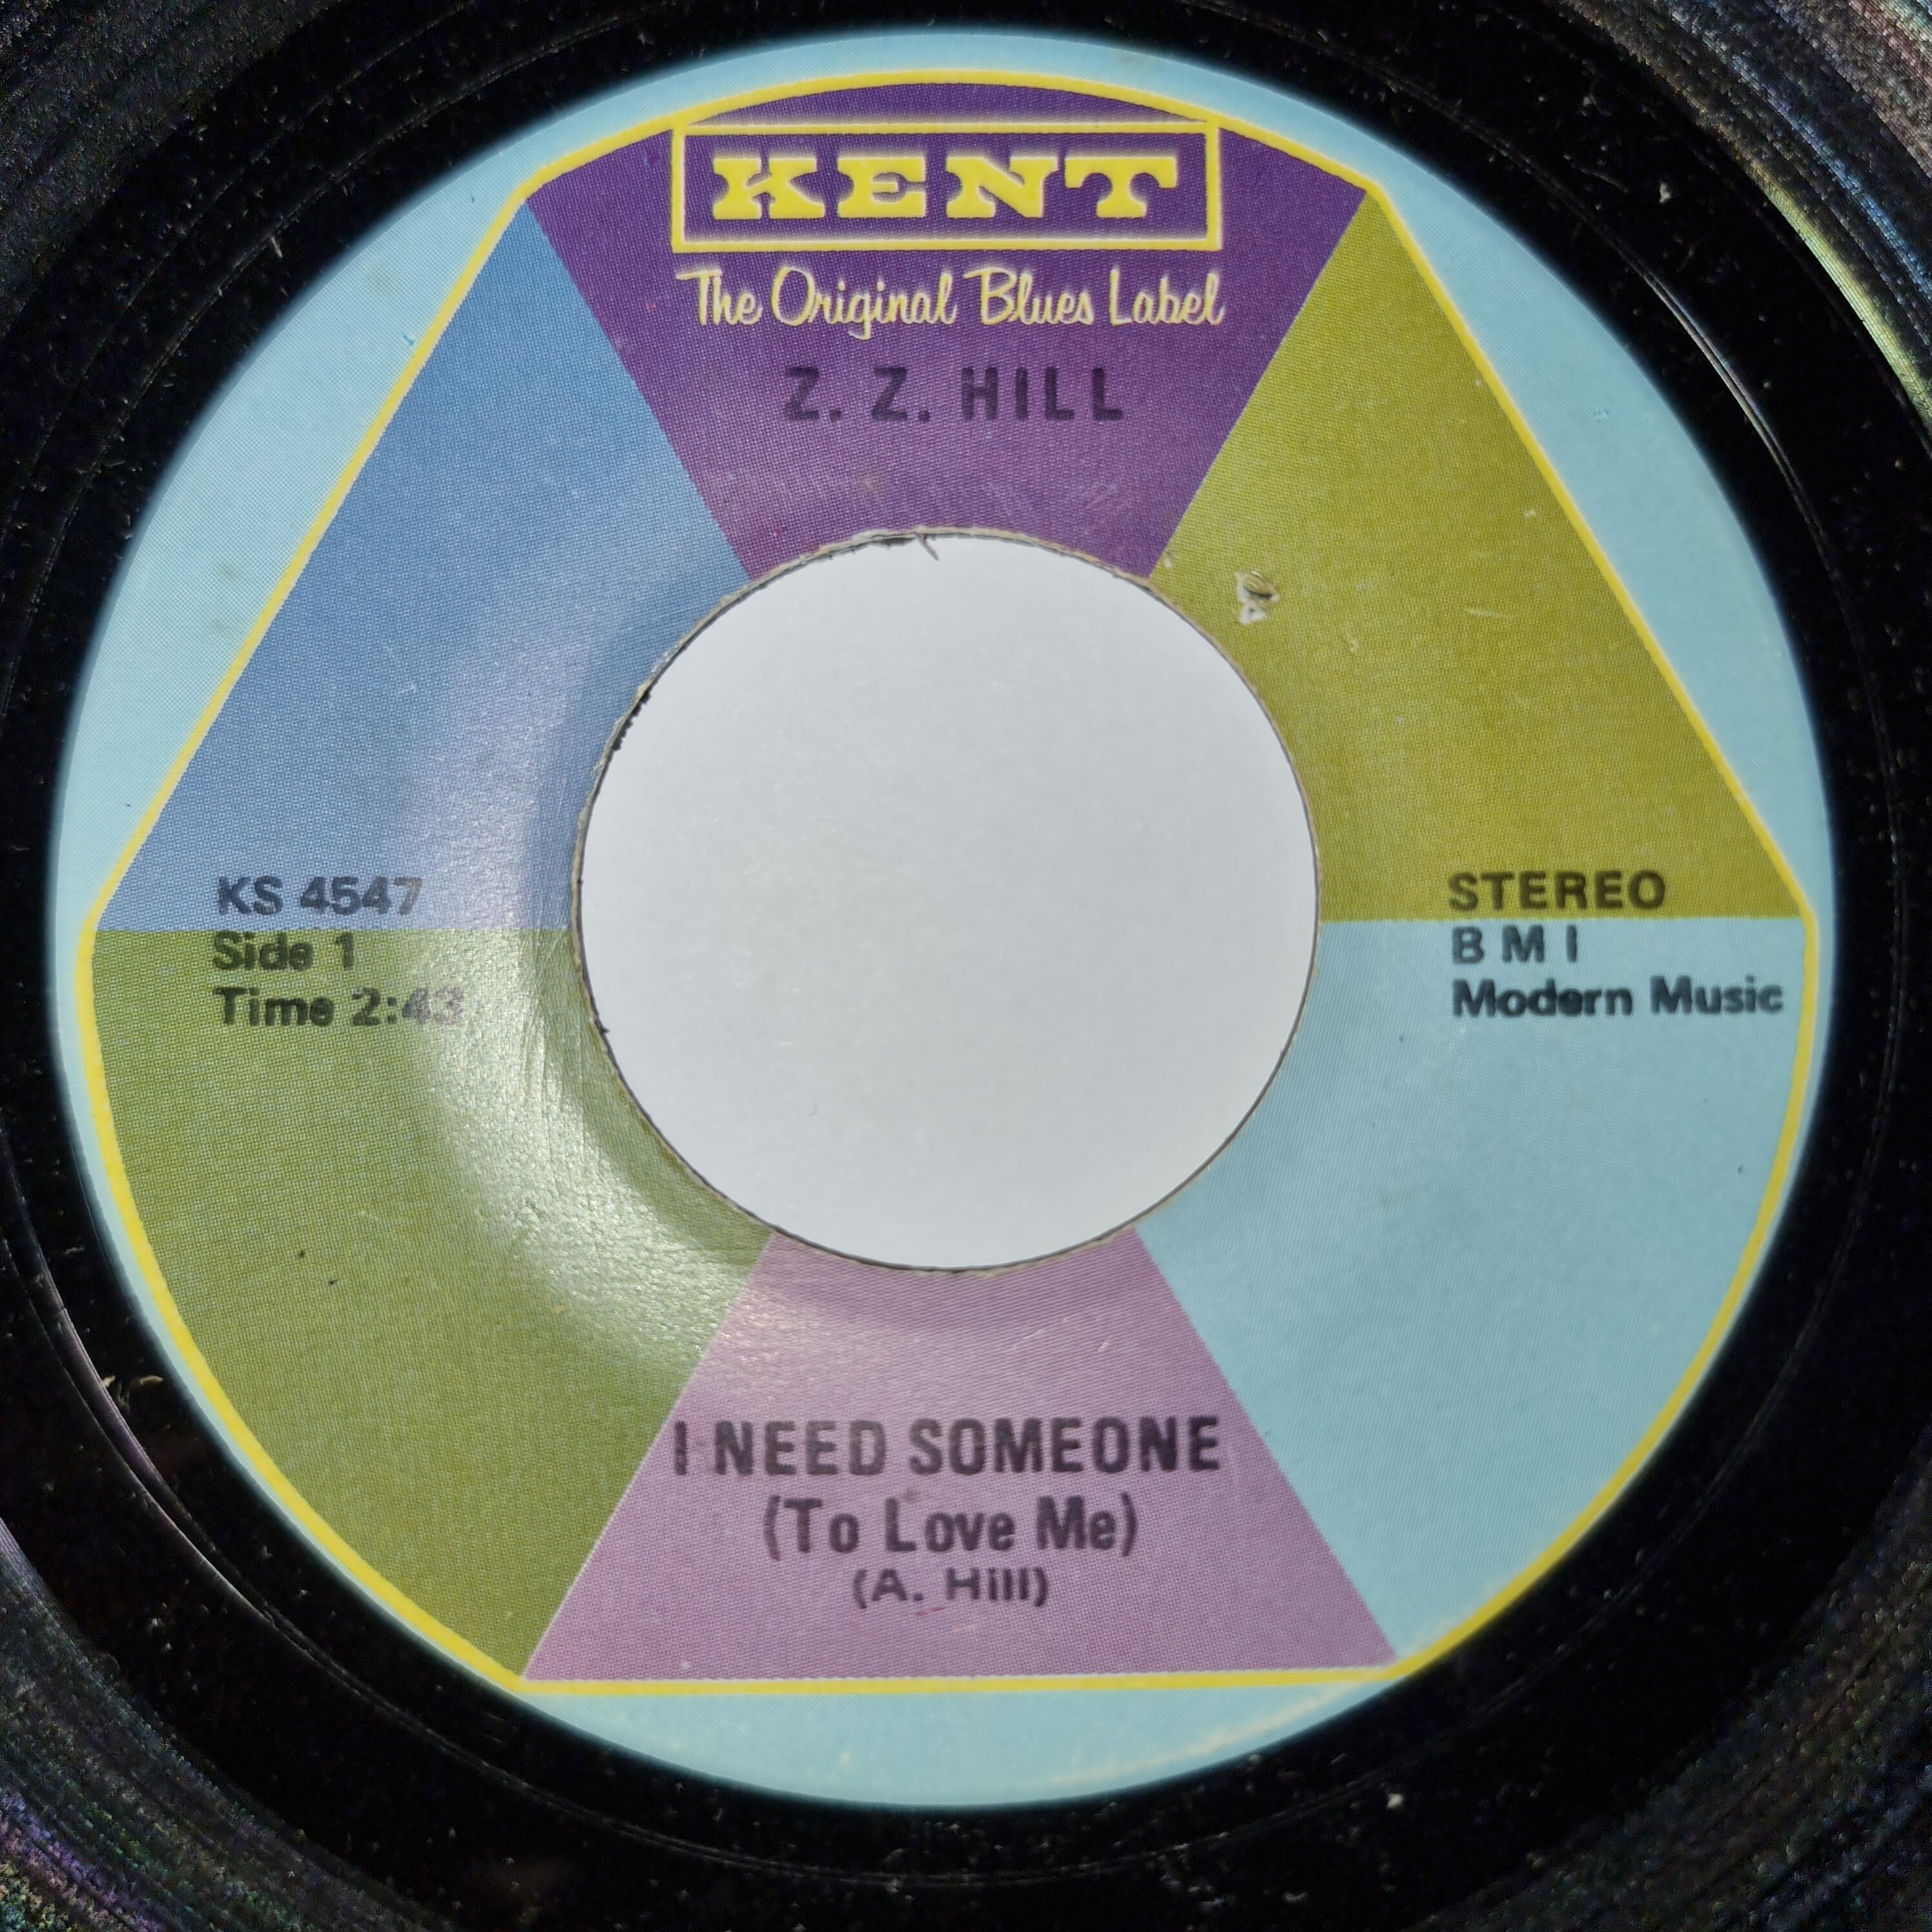 KENT
The Original Blues Label
Z. Z. HILL
KS 4547
Side 1
Time 2:43
STEREO
B M I
Modern Music
I NEED SOMEONE
(To Love Me)
(A. Hill)